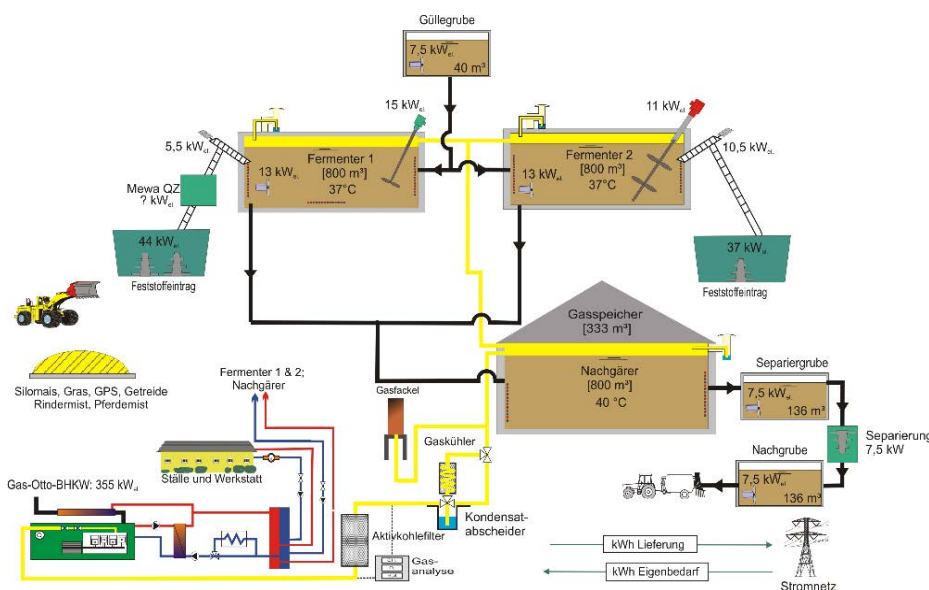 Güllegrube
7,5 kWel.
40 m³
15 kWel.
11 kWel.
5,5 kWel.
10,5 kWel.
Fermenter 1
[800 m³]
37°C
13 kWel.
Fermenter 2
[800 m³]
37°C
13 kWel.
Mewa QZ
? kWel
44 kWel.
Feststoffeintrag
37 kWel.
Feststoffeintrag
Gasspeicher
[333 m³]
Nachgärer
[800 m³]
40 °C
Silomais, Gras, GPS, Getreide
Rindermist, Pferdemist
Fermenter 1 & 2;
Nachgärer
Gasfackel
Gaskühler
Separiergrube
7,5 kWel.
136 m³
Separierung
7,5 kW
Nachgrube
7,5 kWel.
136 m³
Ställe und Werkstatt
Gas-Otto-BHKW: 355 kWel
G
Aktivkohlefilter
Kondensat-
abscheider
Gas-
analyse
kWh Lieferung
kWh Eigenbedarf
Stromnetz